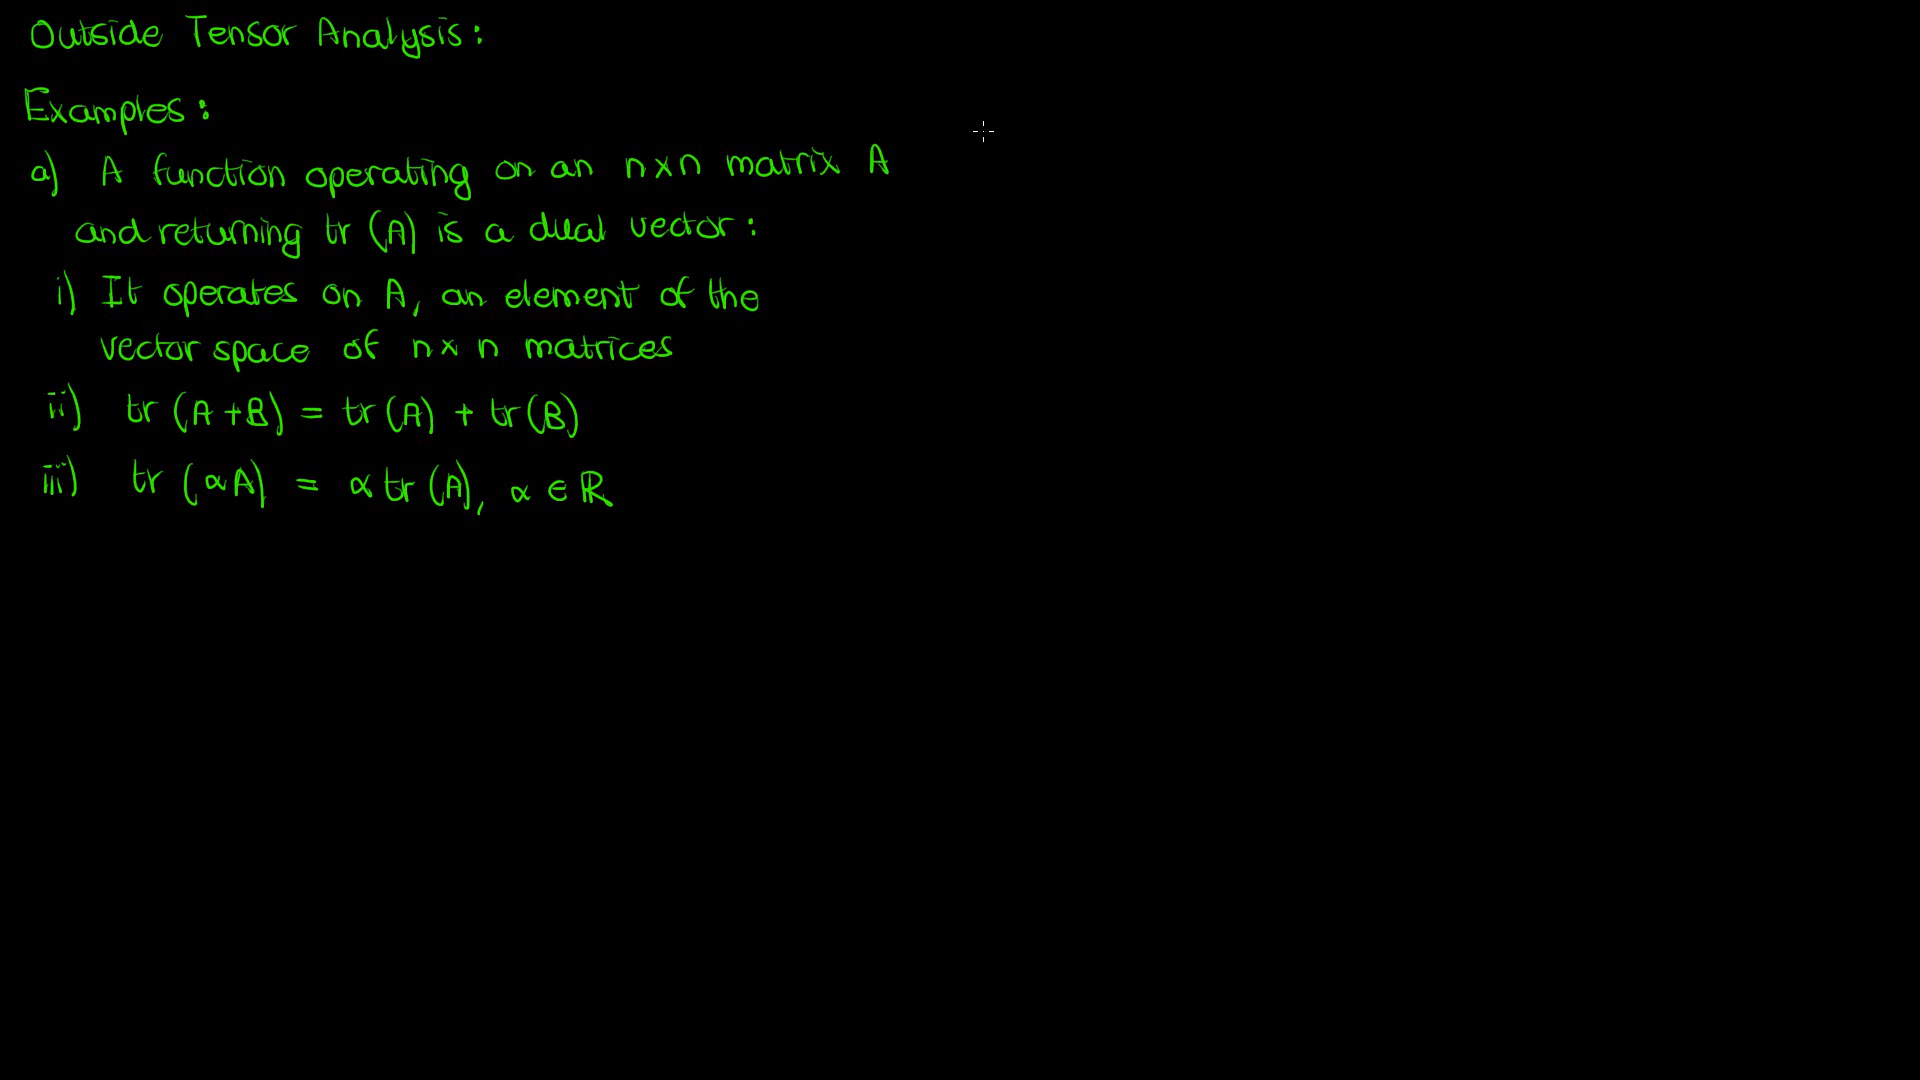 Outside Tensor Analysis:
Examples:
a) A function operating on an n×n matrix A
and returning tr (A) is a dual vector:
i) It operates on A, an element of the
vector space of n× n matrices
ii) tr (A+B) = tr(A) + tr(B)
iii) tr (αA) = α tr (A), α ∈ ℝ